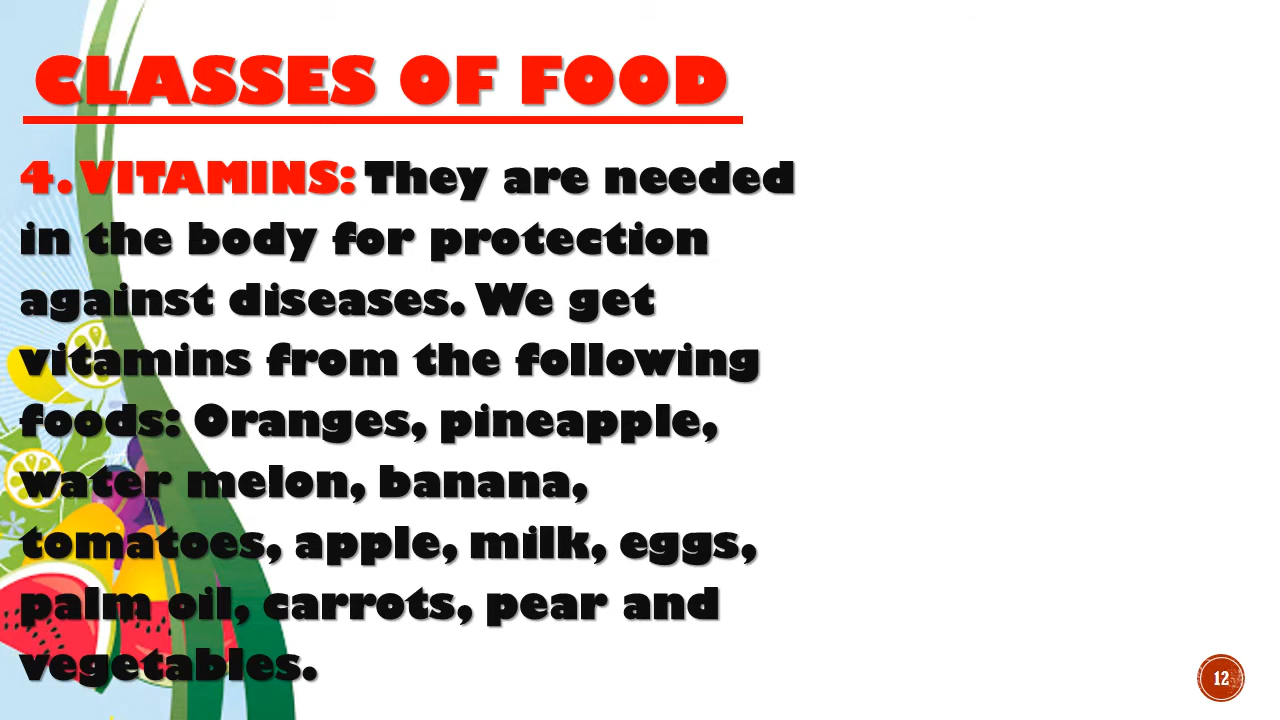 CLASSES OF FOOD
4. VITAMINS: They are needed
in the body for protection
against diseases. We get
vitamins from the following
foods: Oranges, pineapple,
water melon, banana,
tomatoes, apple, milk, eggs,
palm oil, carrots, pear and
vegetables.
12